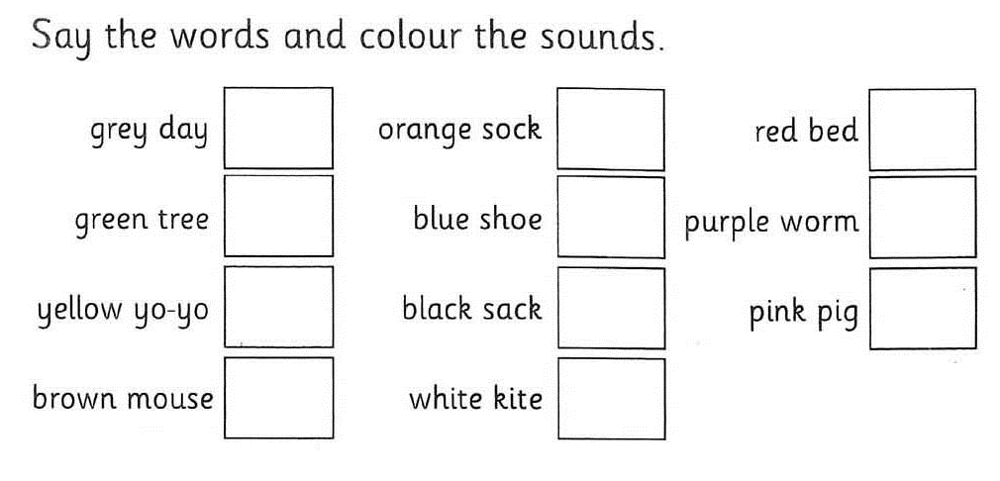 Say the words and colour the sounds.
grey day
orange sock
red bed
green tree
blue shoe
purple worm
yellow yo-yo
black sack
pink pig
brown mouse
white kite